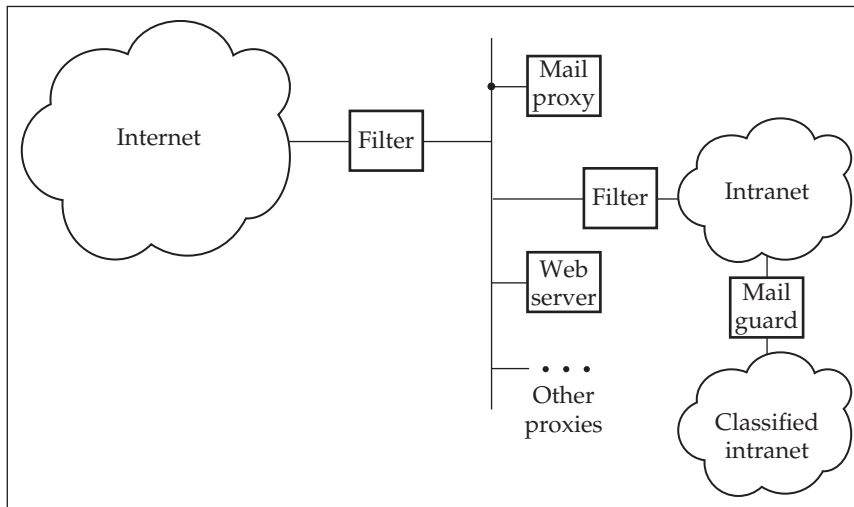 Mail
proxy
Internet
Filter
Filter
Intranet
Web
server
Mail
guard
Other
proxies
Classified
intranet